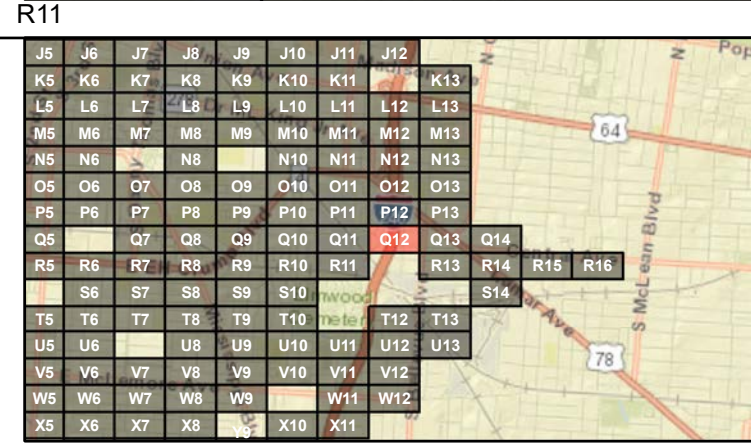 R11
J5 J6 J7 J8 J9 J10 J11 J12
K5 K6 K7 K8 K9 K10 K11 K13
L5 L6 L7 L8 L9 L10 L11 L12 L13
M5 M6 M7 M8 M9 M10 M11 M12 M13
N5 N6 N8 N10 N11 N12 N13
O5 O6 O7 O8 O9 O10 O11 O12 O13
P5 P6 P7 P8 P9 P10 P11 P12 P13
Q5 Q7 Q8 Q9 Q10 Q11 Q12 Q13 Q14
R5 R6 R7 R8 R9 R10 R11 R13 R14 R15 R16
S6 S7 S8 S9 S10 S14
T5 T6 T7 T8 T9 T10 T12 T13
U5 U6 U8 U9 U10 U11 U12 U13
V5 V6 V7 V8 V9 V10 V11 V12
W5 W6 W7 W8 W9 W11 W12
X5 X6 X7 X8 Y9 X10 X11
N
N
Pop
64
S McLean Blvd
78